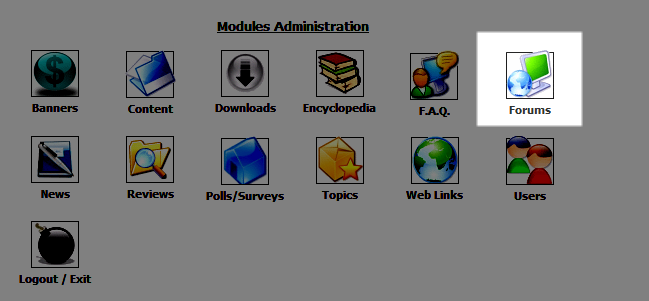 Modules Administration
Banners
Content
Downloads
Encyclopedia
F.A.Q.
Forums
News
Reviews
Polls/Surveys
Topics
Web Links
Users
Logout / Exit